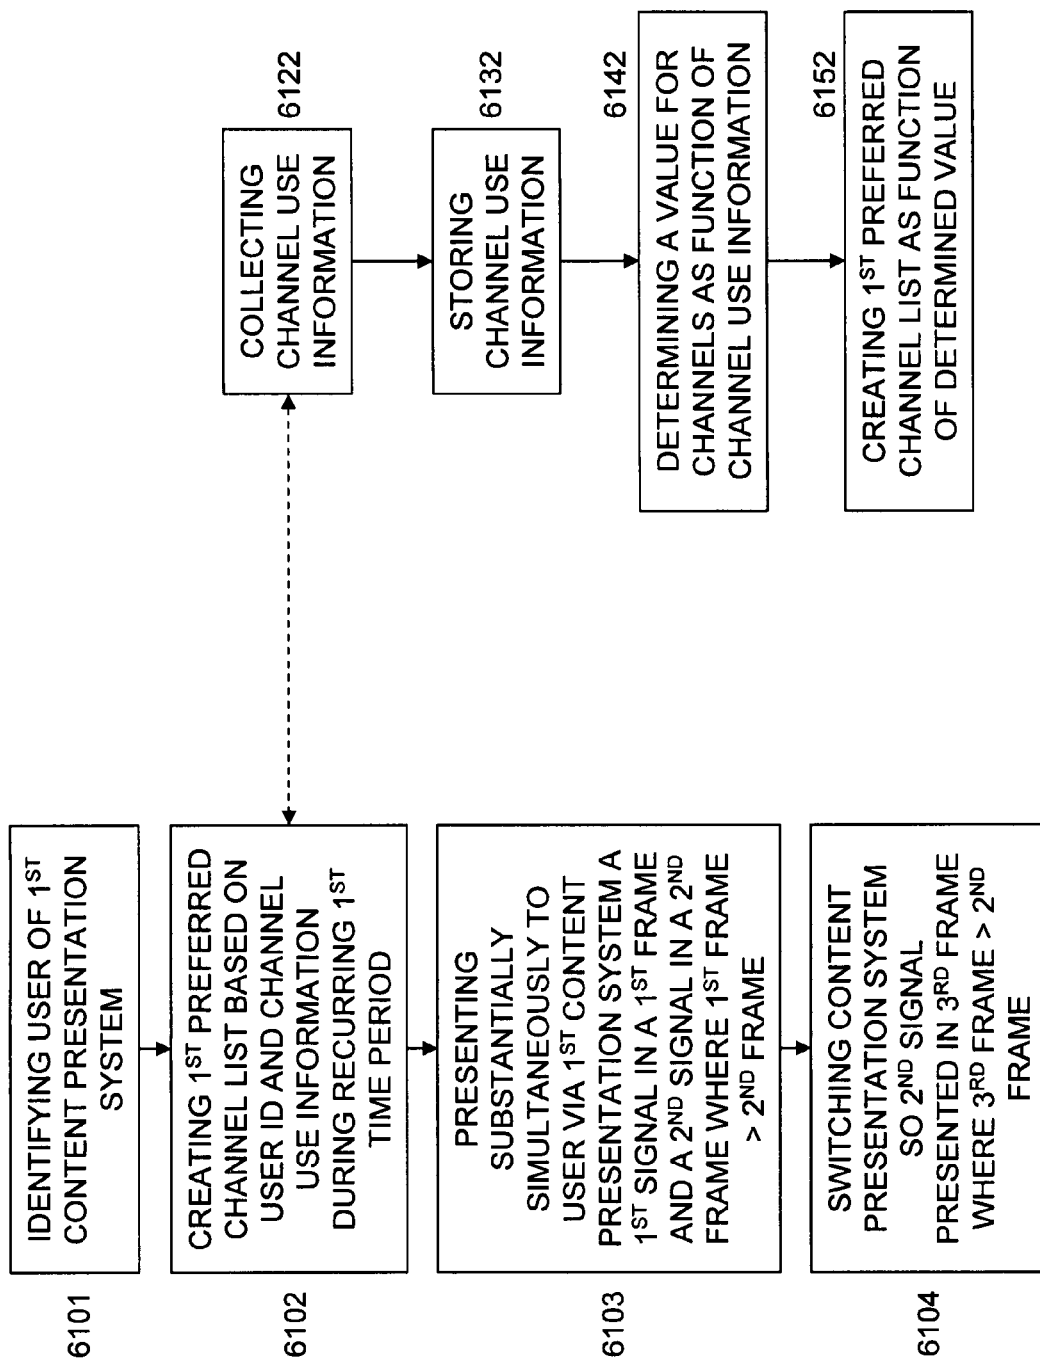 6101
IDENTIFYING USER OF 1ST
CONTENT PRESENTATION
SYSTEM
6102
CREATING 1ST PREFERRED
CHANNEL LIST BASED ON
USER ID AND CHANNEL
USE INFORMATION
DURING RECURRING 1ST
TIME PERIOD
6103
PRESENTING
SUBSTANTIALLY
SIMULTANEOUSLY TO
USER VIA 1ST CONTENT
PRESENTATION SYSTEM A
1ST SIGNAL IN A 1ST FRAME
AND A 2ND SIGNAL IN A 2ND
FRAME WHERE 1ST FRAME
> 2ND FRAME
6104
SWITCHING CONTENT
PRESENTATION SYSTEM
SO 2ND SIGNAL
PRESENTED IN 3RD FRAME
WHERE 3RD FRAME > 2ND
FRAME
COLLECTING
CHANNEL USE
INFORMATION
6122
STORING
CHANNEL USE
INFORMATION
6132
DETERMINING A VALUE FOR
CHANNELS AS FUNCTION OF
CHANNEL USE INFORMATION
6142
CREATING 1ST PREFERRED
CHANNEL LIST AS FUNCTION
OF DETERMINED VALUE
6152